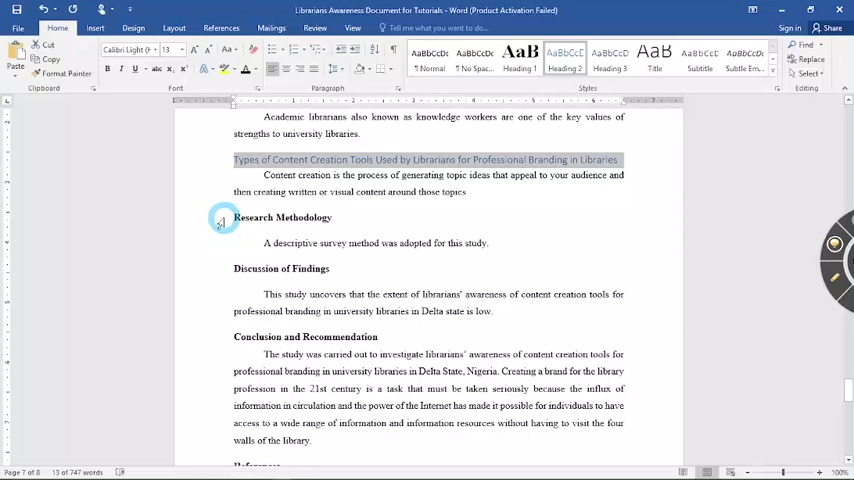 Librarians Awareness Document for Tutorials - Word (Product Activation Failed)
File Home Insert Design Layout References Mailings Review View Tell me what you want to do... Sign in Share
Paste
Cut
Copy
Format Painter
Calibri Light (H 13
B I U abc X₂ X² A
AaBbCcDc AaBbCcDc AaBb AaBbCcD AaBbCcD AaB AaBbCcD AaBbCcDc
¶ Normal ¶ No Spac... Heading 1 Heading 2 Heading 3 Title Subtitle Subtle Em...
Find
Replace
Select
Clipboard Font Paragraph Styles Editing
Academic librarians also known as knowledge workers are one of the key values of
strengths to university libraries.
Types of Content Creation Tools Used by Librarians for Professional Branding in Libraries
Content creation is the process of generating topic ideas that appeal to your audience and
then creating written or visual content around those topics
Research Methodology
A descriptive survey method was adopted for this study.
Discussion of Findings
This study uncovers that the extent of librarians' awareness of content creation tools for
professional branding in university libraries in Delta state is low.
Conclusion and Recommendation
The study was carried out to investigate librarians' awareness of content creation tools for
professional branding in university libraries in Delta State, Nigeria. Creating a brand for the library
profession in the 21st century is a task that must be taken seriously because the influx of
information in circulation and the power of the Internet has made it possible for individuals to have
access to a wide range of information and information resources without having to visit the four
walls of the library.
References
Page 7 of 8 13 of 747 words 100%